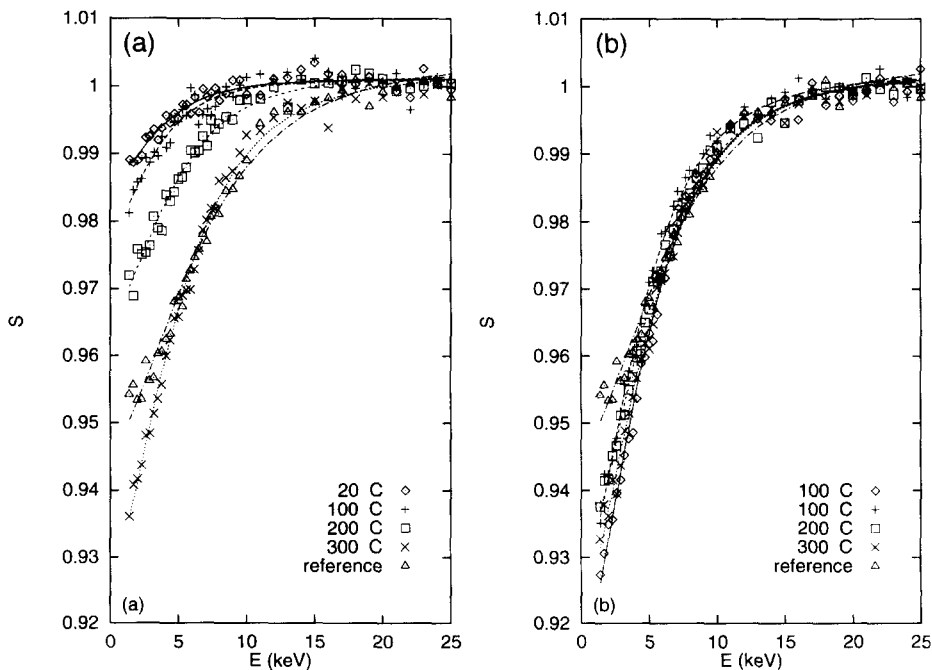 (a)
1.01
1
0.99
0.98
0.97
0.96
0.95
0.94
0.93
0.92
S
20 C
100 C
200 C
300 C
reference
(a)
0 5 10 15 20 25
E (keV)
(b)
1.01
1
0.99
0.98
0.97
0.96
0.95
0.94
0.93
0.92
S
100 C
100 C
200 C
300 C
reference
(b)
0 5 10 15 20 25
E (keV)